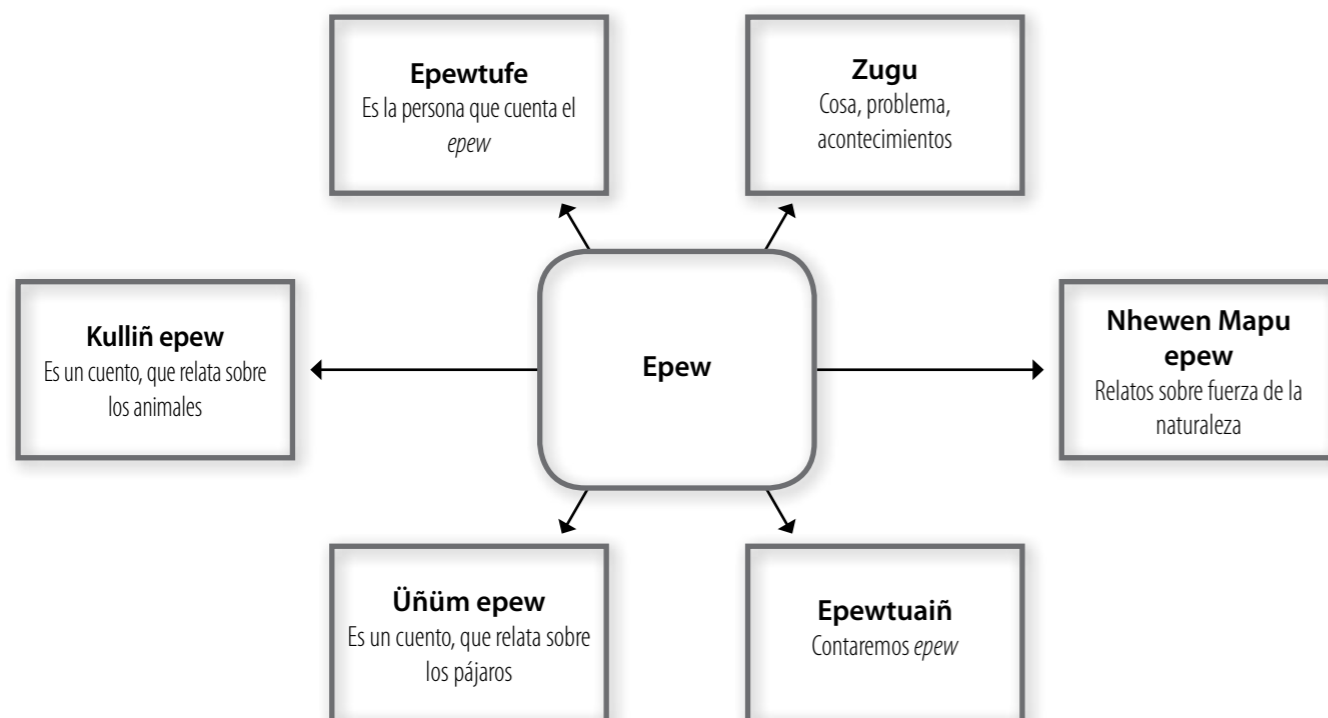 Epewtufe
Es la persona que cuenta el
epew
Zugu
Cosa, problema,
acontecimientos
Kulliñ epew
Es un cuento, que relata sobre
los animales
Epew
Nhewen Mapu
epew
Relatos sobre fuerza de la
naturaleza
Üñüm epew
Es un cuento, que relata sobre
los pájaros
Epewtuaiñ
Contaremos epew